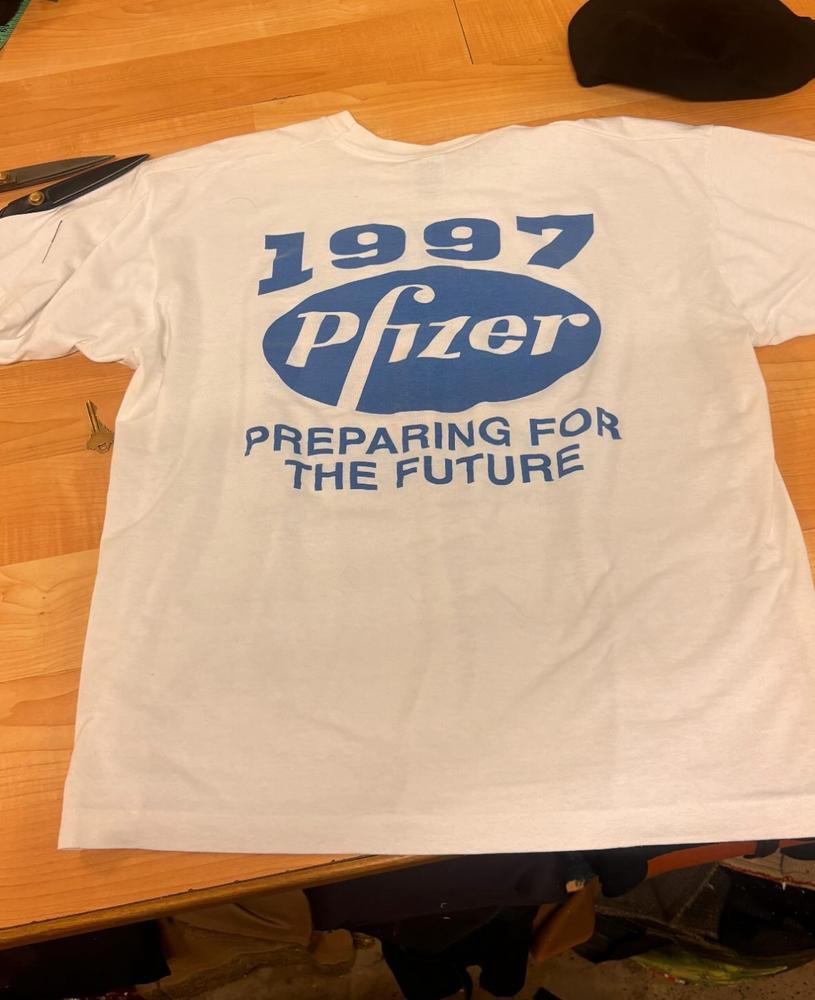 1997
Pfizer
PREPARING FOR
THE FUTURE